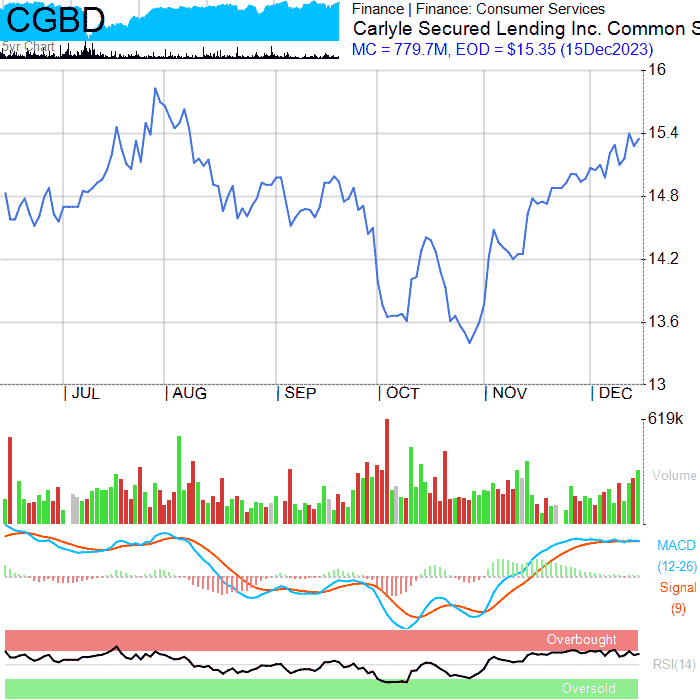 CGBD
5yr Chart
Finance | Finance: Consumer Services
Carlyle Secured Lending Inc. Common S
MC = 779.7M, EOD = $15.35 (15Dec2023)
16
15.4
14.8
14.2
13.6
13
| JUL | AUG | SEP | OCT | NOV | DEC
619k
Volume
MACD
(12-26)
Signal
(9)
Overbought
RSI(14)
Oversold